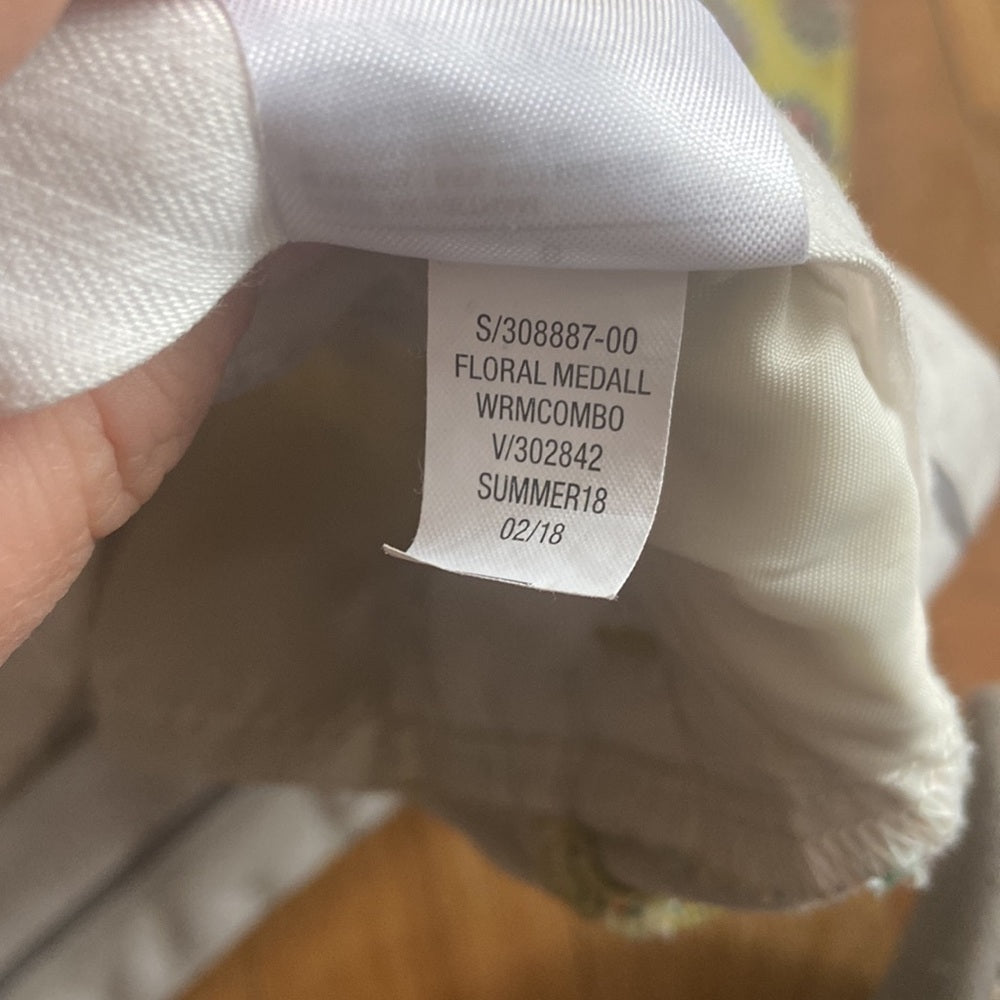 S/308887-00
FLORAL MEDALL
WRMCOMBO
V/302842
SUMMER18
02/18